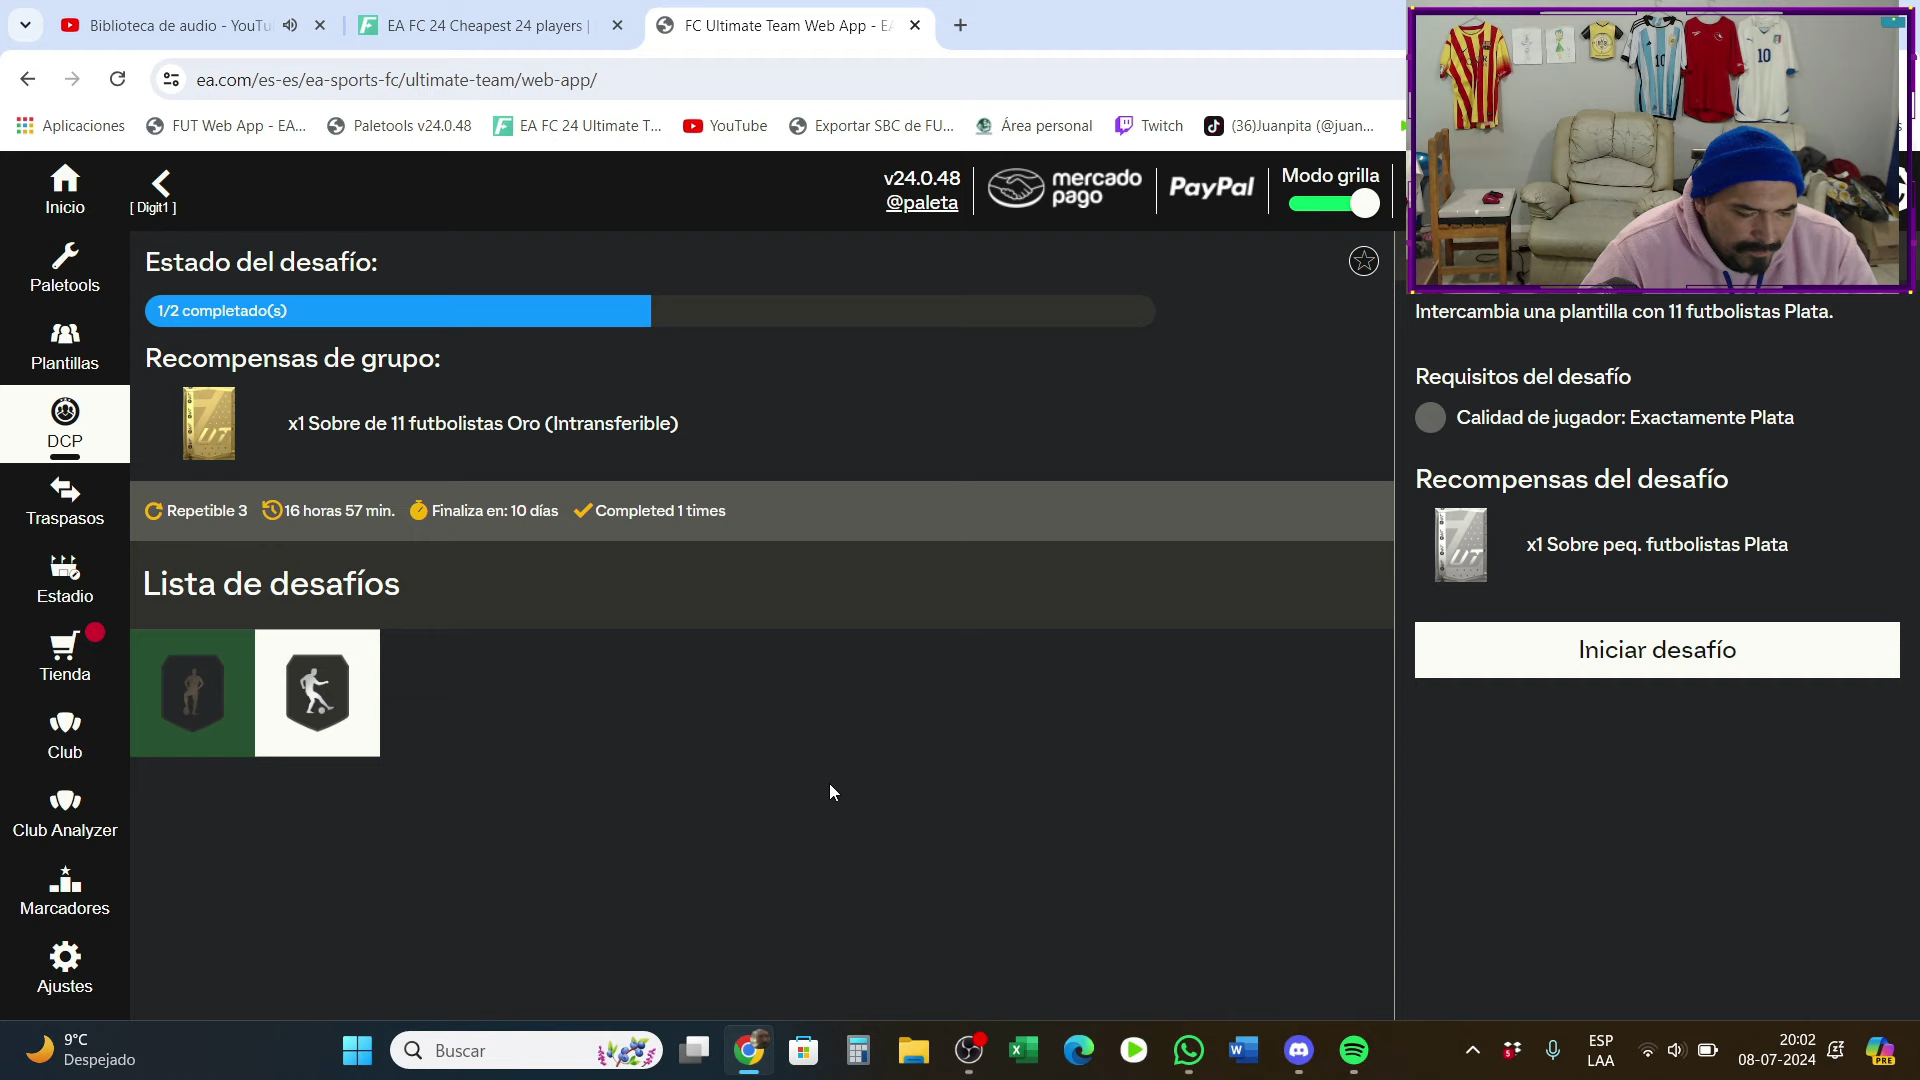 Biblioteca de audio - YouTu
EA FC 24 Cheapest 24 players |
FC Ultimate Team Web App - EA
ea.com/es-es/ea-sports-fc/ultimate-team/web-app/
Aplicaciones
FUT Web App - EA...
Paletools v24.0.48
EA FC 24 Ultimate T...
YouTube
Exportar SBC de FU...
Área personal
Twitch
(36)Juanpita (@juan...
Inicio
[ Digit1 ]
v24.0.48
@paleta
mercado
pago
PayPal
Modo grilla
10
10
Paletools
Plantillas
DCP
Traspasos
Estadio
Tienda
Club
Club Analyzer
Marcadores
Ajustes
Estado del desafío:
1/2 completado(s)
Recompensas de grupo:
UT
x1 Sobre de 11 futbolistas Oro (Intransferible)
Repetible 3
16 horas 57 min.
Finaliza en: 10 días
Completed 1 times
Lista de desafíos
Intercambia una plantilla con 11 futbolistas Plata.
Requisitos del desafío
Calidad de jugador: Exactamente Plata
Recompensas del desafío
UT
x1 Sobre peq. futbolistas Plata
Iniciar desafío
9°C
Despejado
Buscar
ESP
LAA
20:02
08-07-2024
PRE